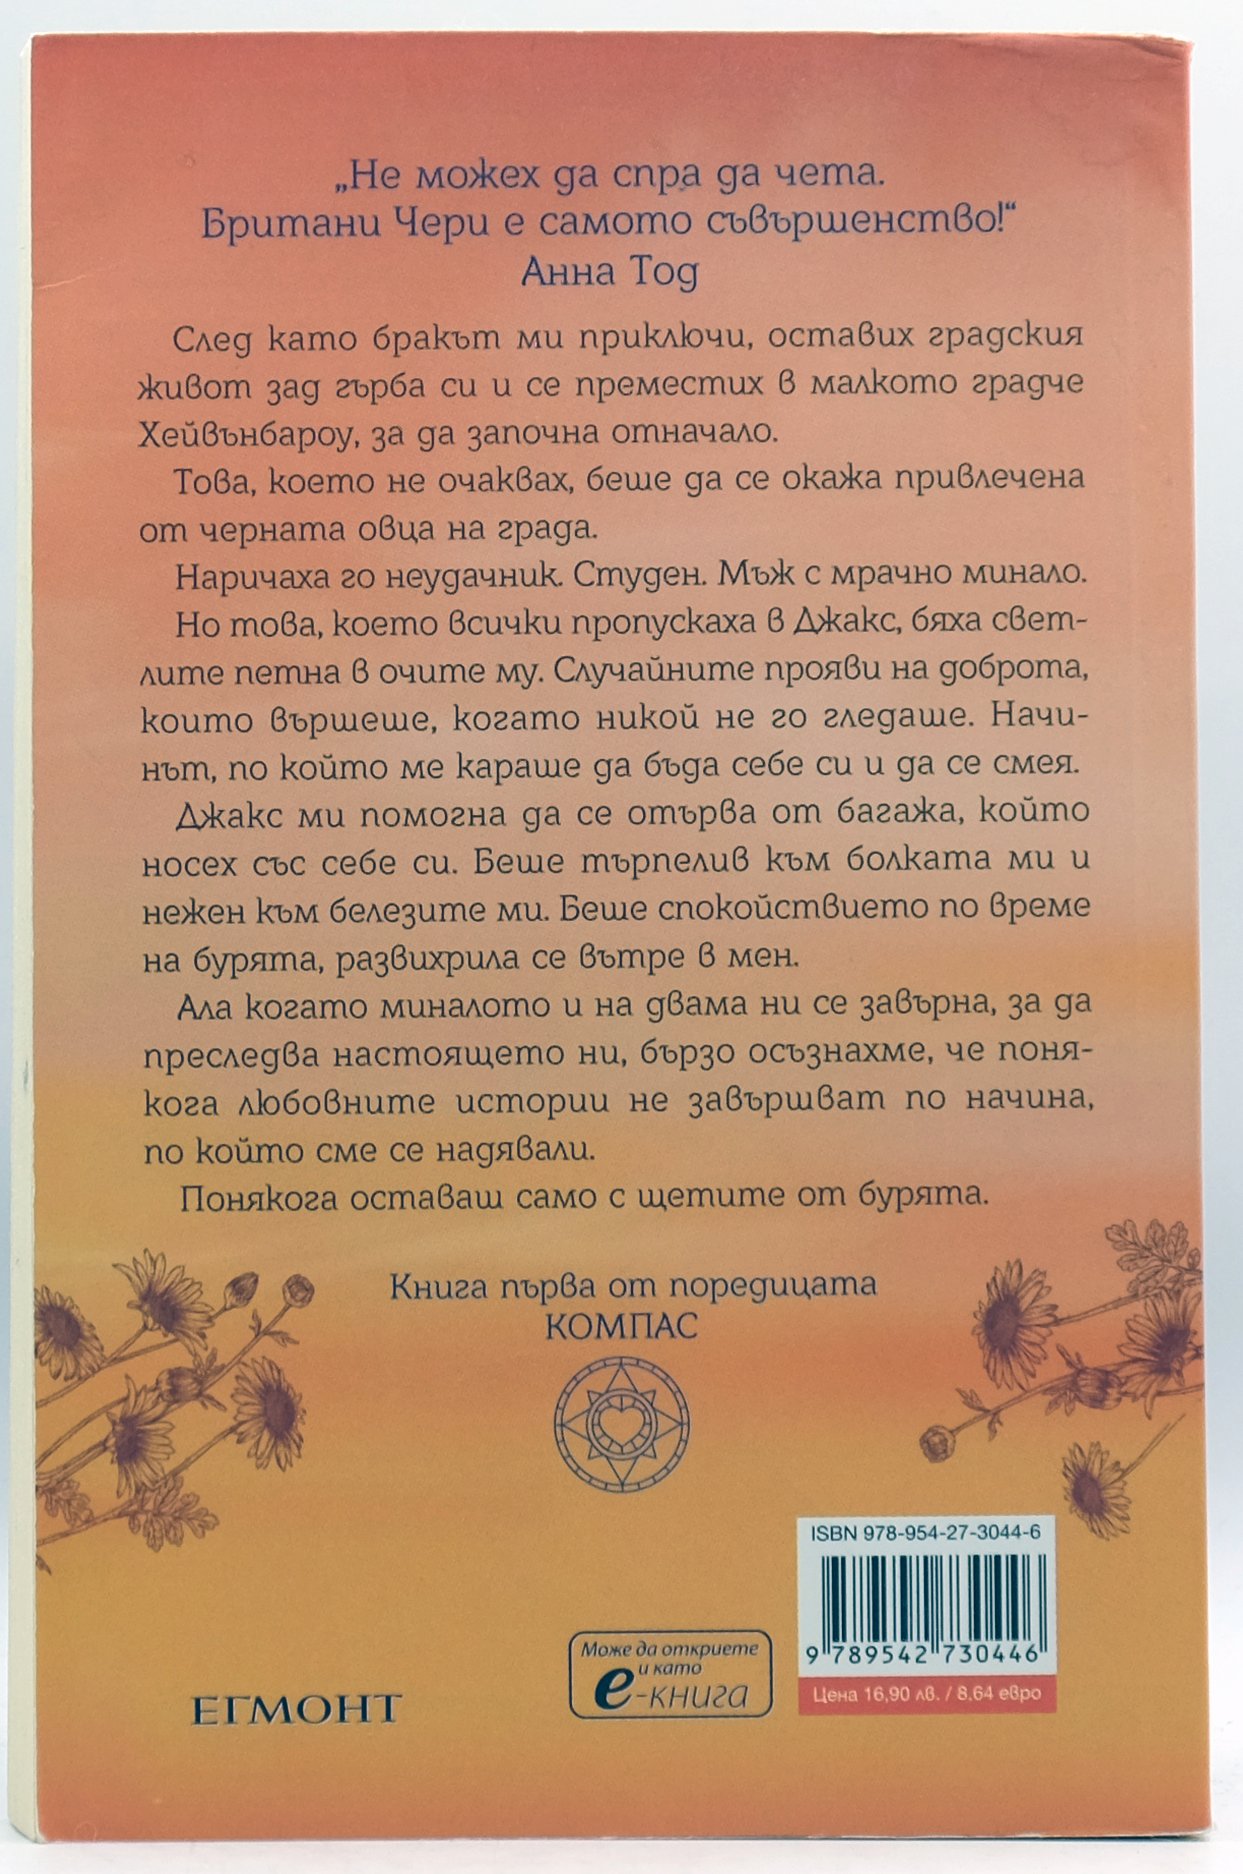 „Не можех да спра да чета.
Британи Чери е самото съвършенство!“
Анна Тод
След като бракът ми приключи, оставих градския
живот зад гърба си и се преместих в малкото градче
Хейвънбароу, за да започна отначало.
Това, което не очаквах, беше да се окажа привлечена
от черната овца на града.
Наричаха го неудачник. Студен. Мъж с мрачно минало.
Но това, което всички пропускаха в Джакс, бяха свет-
лите петна в очите му. Случайните прояви на доброта,
които вършеше, когато никой не го гледаше. Начи-
нът, по който ме караше да бъда себе си и да се смея.
Джакс ми помогна да се отърва от багажа, който
носех със себе си. Беше търпелив към болката ми и
нежен към белезите ми. Беше спокойствието по време
на бурята, развихрила се вътре в мен.
Ала когато миналото и на двама ни се завърна, за да
преследва настоящето ни, бързо осъзнахме, че поня-
кога любовните истории не завършват по начина,
по който сме се надявали.
Понякога оставаш само с щетите от бурята.
Книга първа от поредицата
КОМПАС
ISBN 978-954-27-3044-6
9 789542 730446
Цена 16,90 лв. / 8,64 евро
Може да откриете
и като
е-книга
ЕГМОНТ